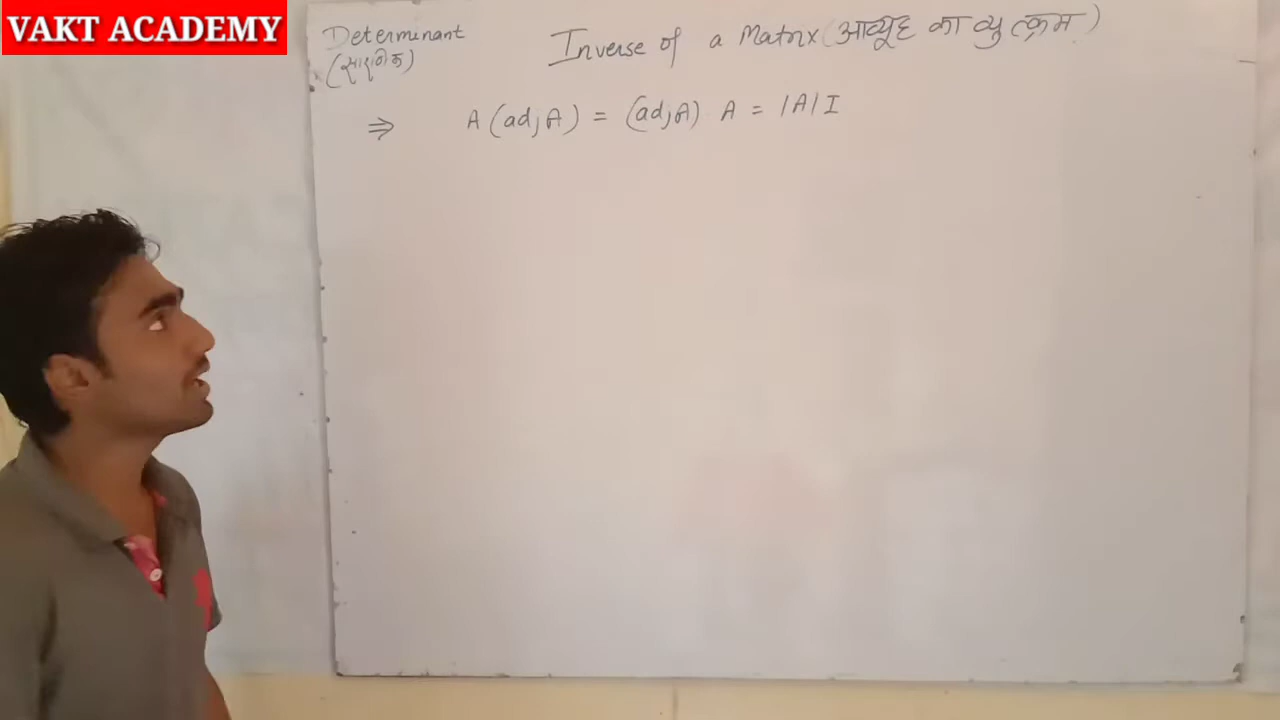 VAKT ACADEMY
Determinant
(सारणिक)
Inverse of a Matrix (आव्यूह का व्युत्क्रम)
⇒ A (adj A) = (adj A) A = |A| I